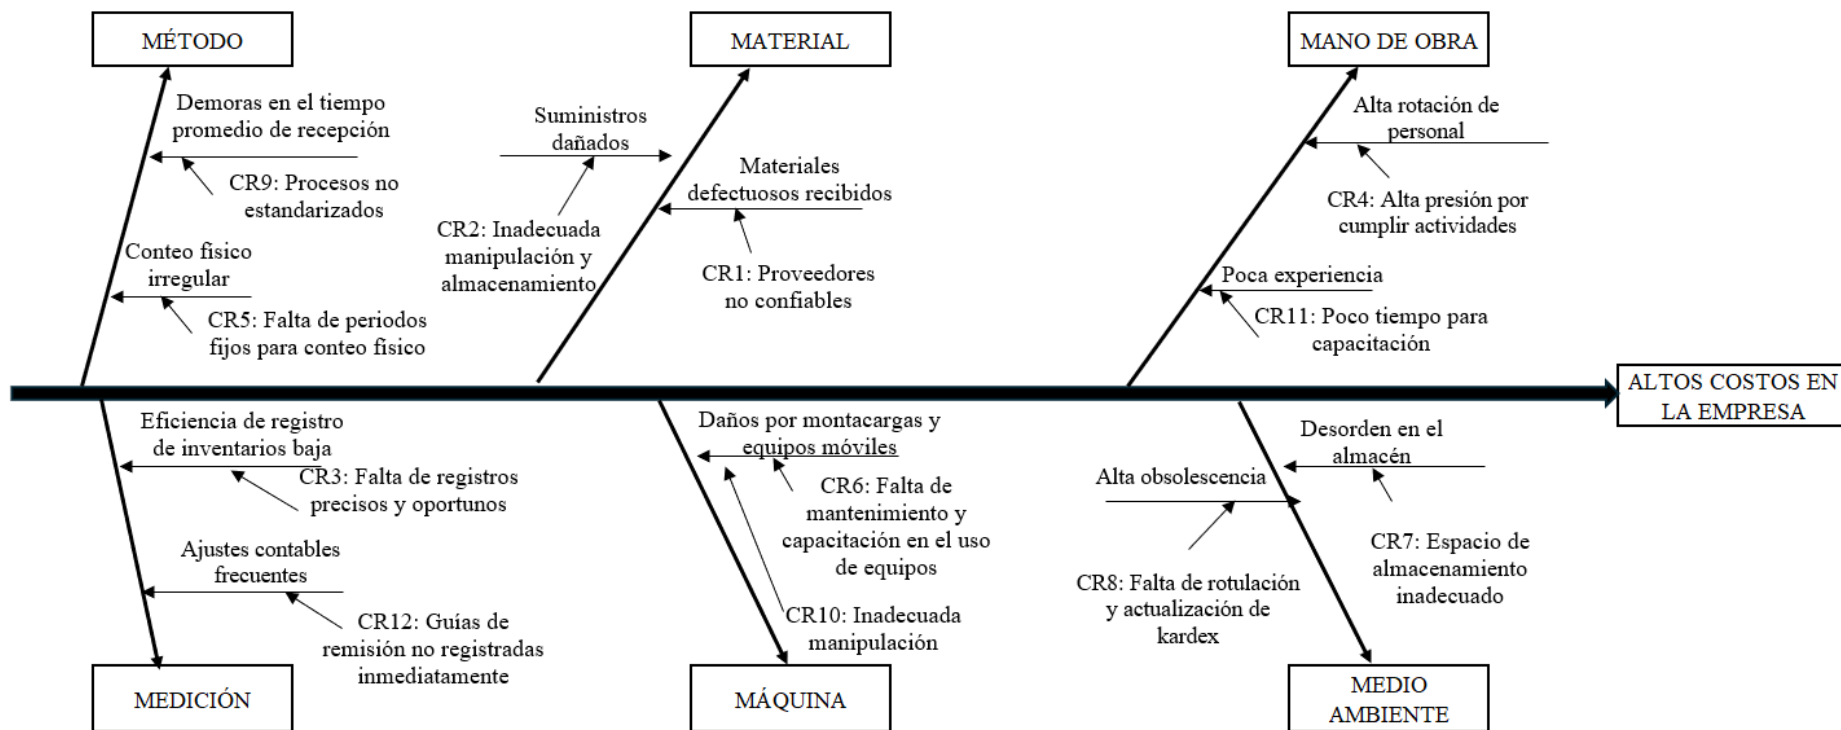 MÉTODO
MATERIAL
MANO DE OBRA
Demoras en el tiempo
promedio de recepción
CR9: Procesos no
estandarizados
Conteo físico
irregular
CR5: Falta de periodos
fijos para conteo físico
Suministros
dañados
CR2: Inadecuada
manipulación y
almacenamiento
Materiales
defectuosos recibidos
CR1: Proveedores
no confiables
Alta rotación de
personal
CR4: Alta presión por
cumplir actividades
Poca experiencia
CR11: Poco tiempo para
capacitación
ALTOS COSTOS EN
LA EMPRESA
Eficiencia de registro
de inventarios baja
CR3: Falta de registros
precisos y oportunos
Ajustes contables
frecuentes
CR12: Guías de
remisión no registradas
inmediatamente
Daños por montacargas y
equipos móviles
CR6: Falta de
mantenimiento y
capacitación en el uso
de equipos
CR10: Inadecuada
manipulación
Desorden en el
almacén
Alta obsolescencia
CR7: Espacio de
almacenamiento
inadecuado
CR8: Falta de rotulación
y actualización de
kardex
MEDICIÓN
MÁQUINA
MEDIO
AMBIENTE